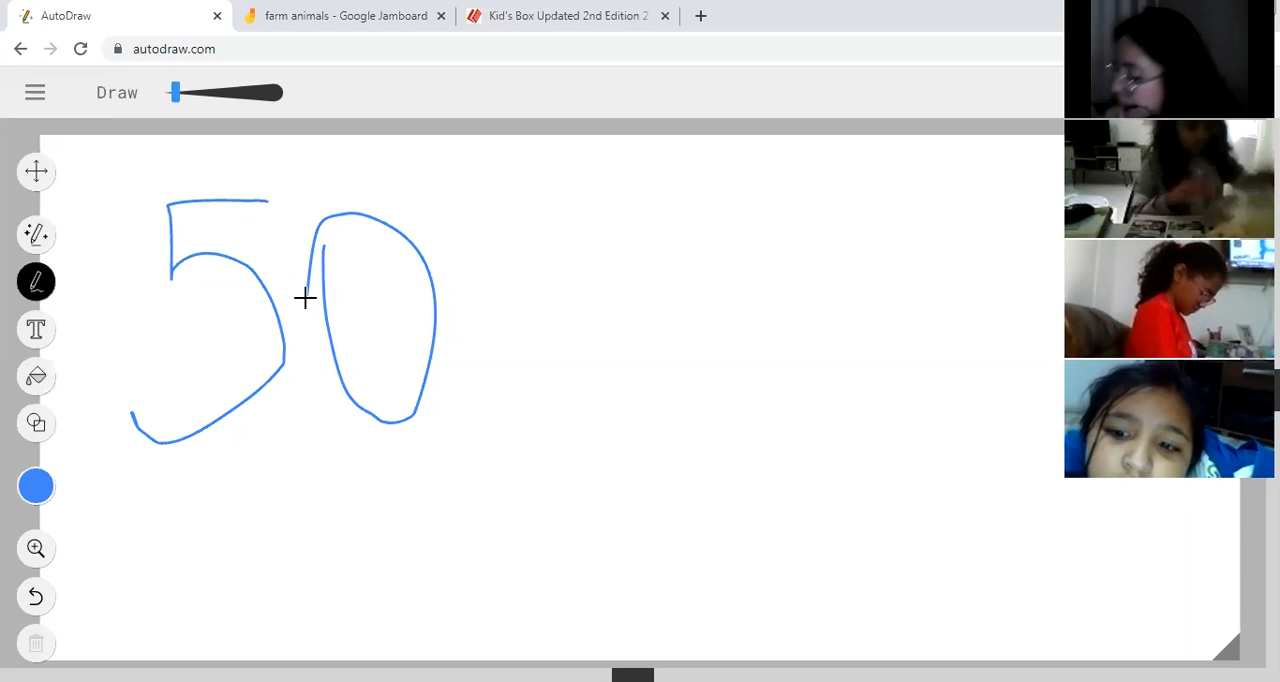 AutoDraw farm animals - Google Jamboard Kid's Box Updated 2nd Edition 2
autodraw.com
Draw
50
T